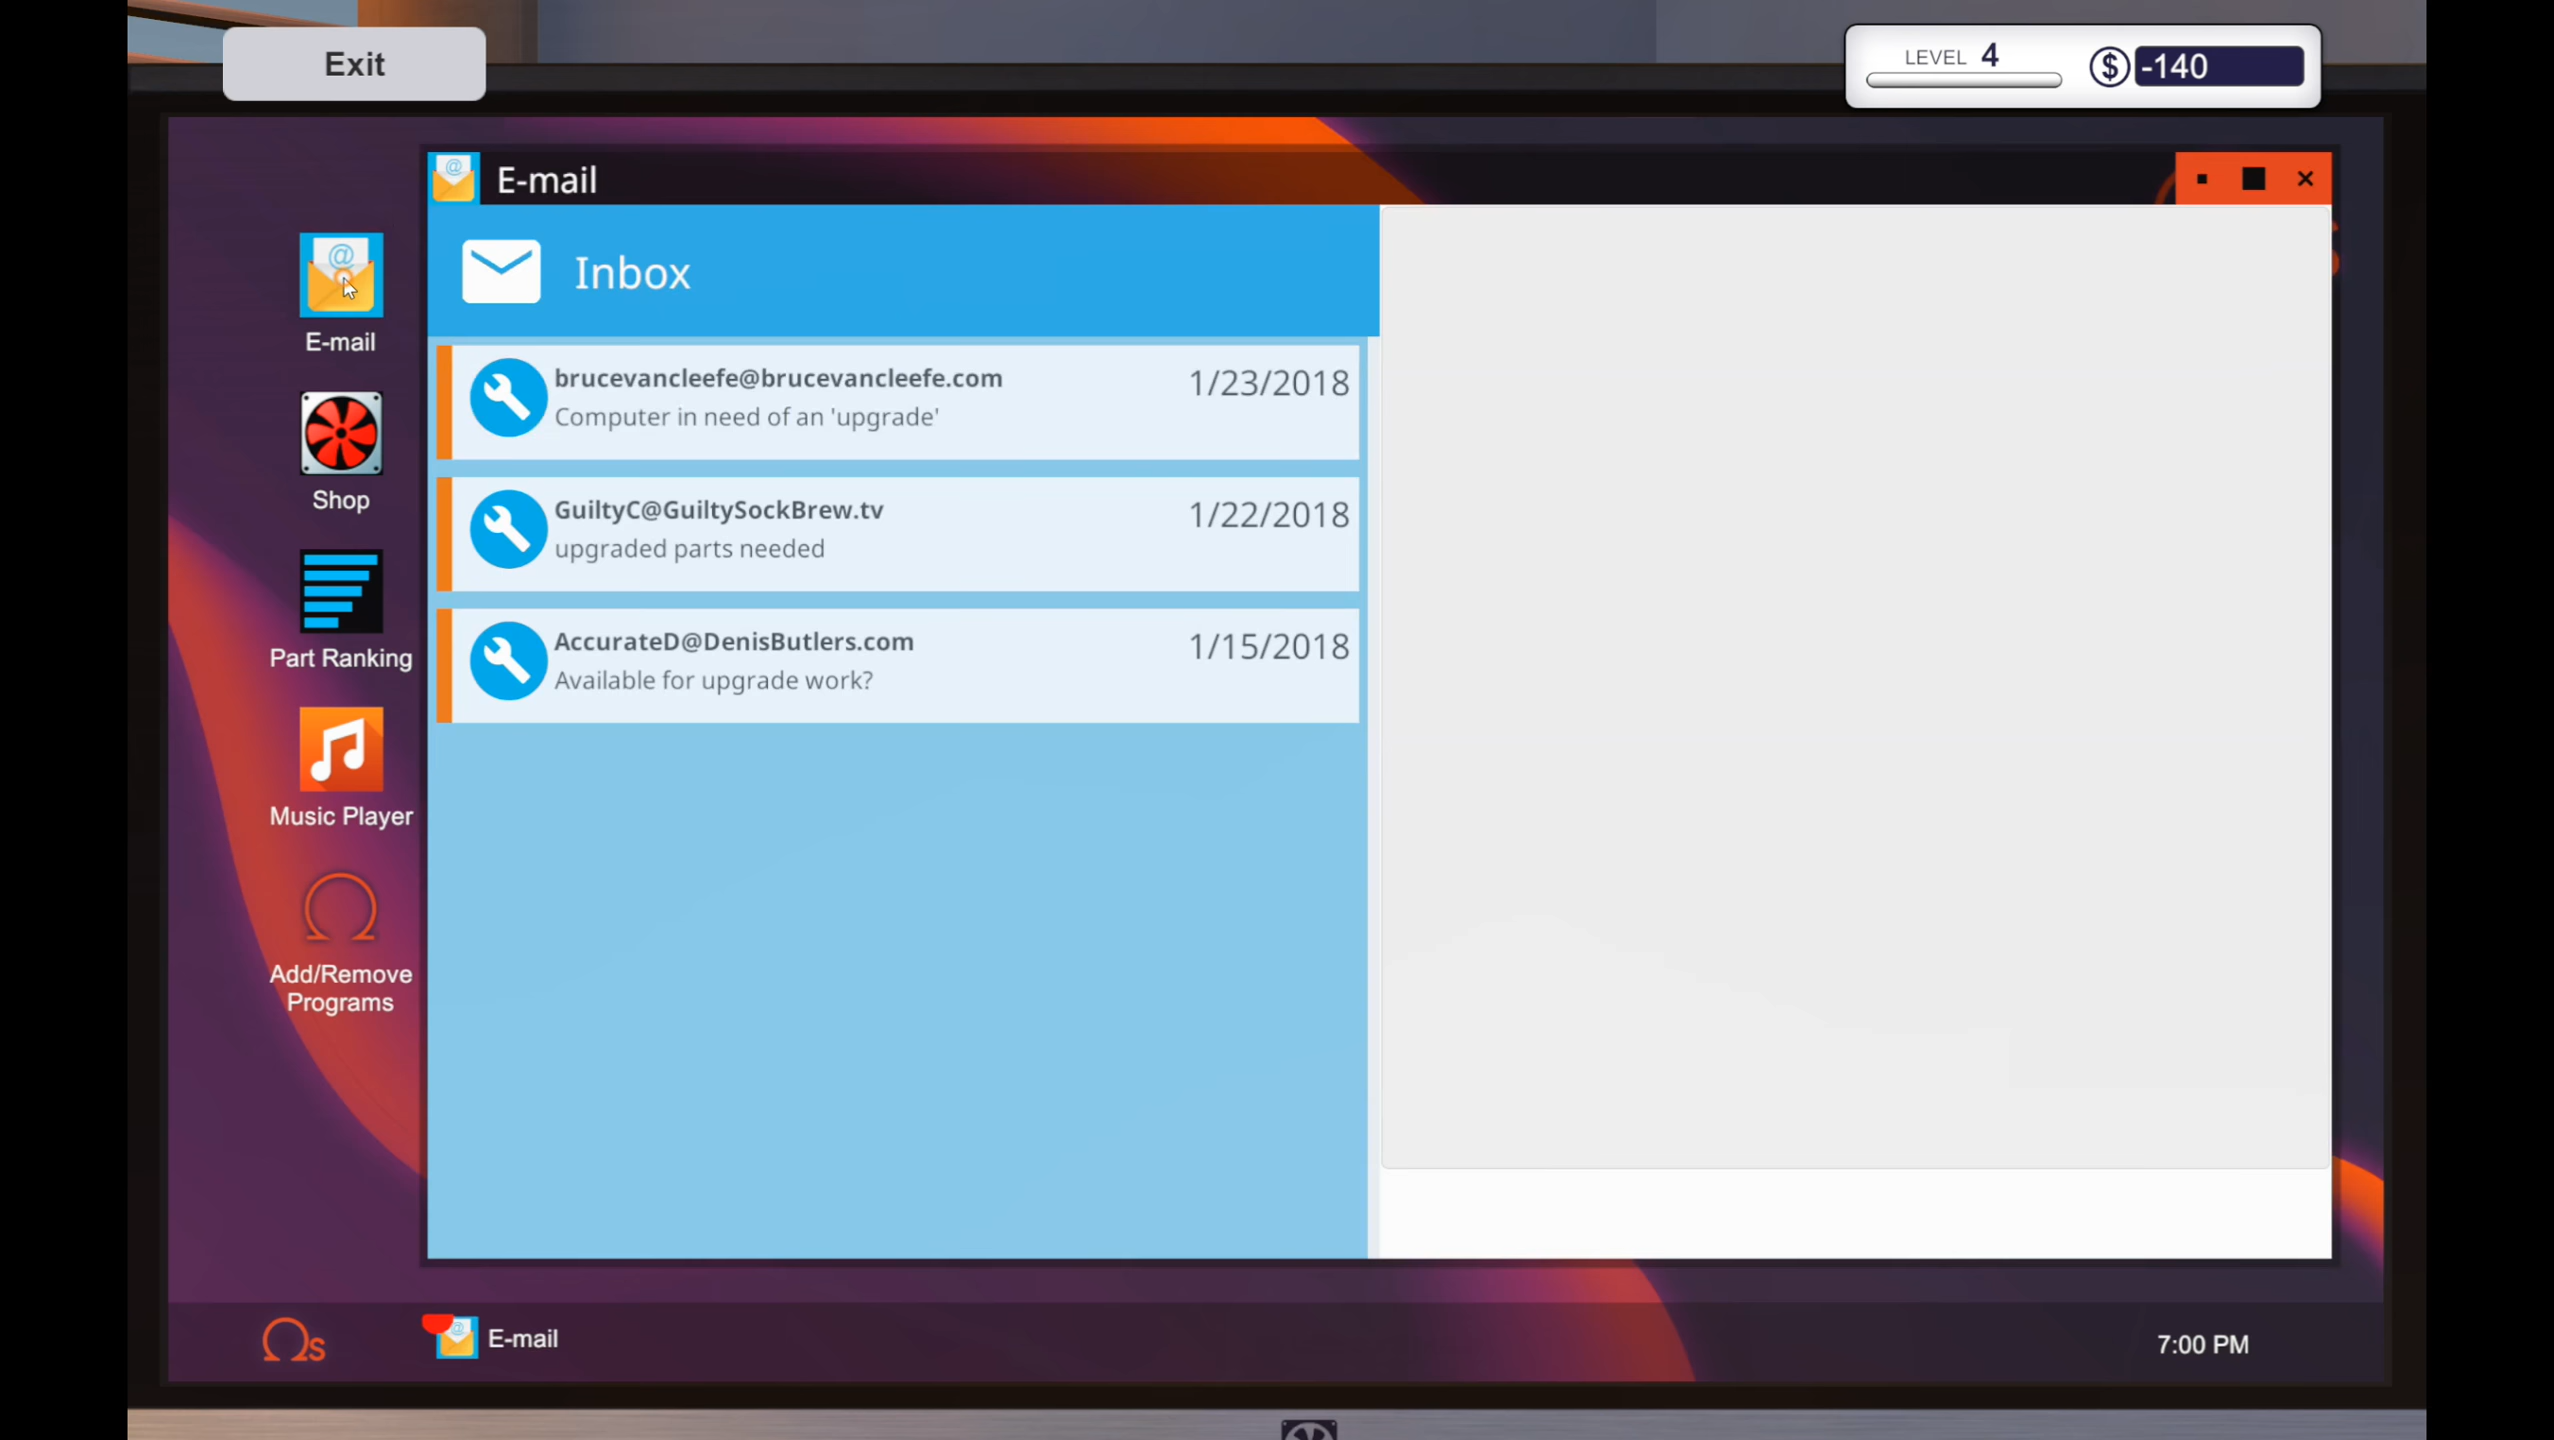 Exit
LEVEL 4
$ -140
E-mail
E-mail
Shop
Part Ranking
Music Player
Add/Remove
Programs
Inbox
brucevancleefe@brucevancleefe.com
1/23/2018
Computer in need of an 'upgrade'
GuiltyC@GuiltySockBrew.tv
1/22/2018
upgraded parts needed
AccurateD@DenisButlers.com
1/15/2018
Available for upgrade work?
Ωs
E-mail
7:00 PM